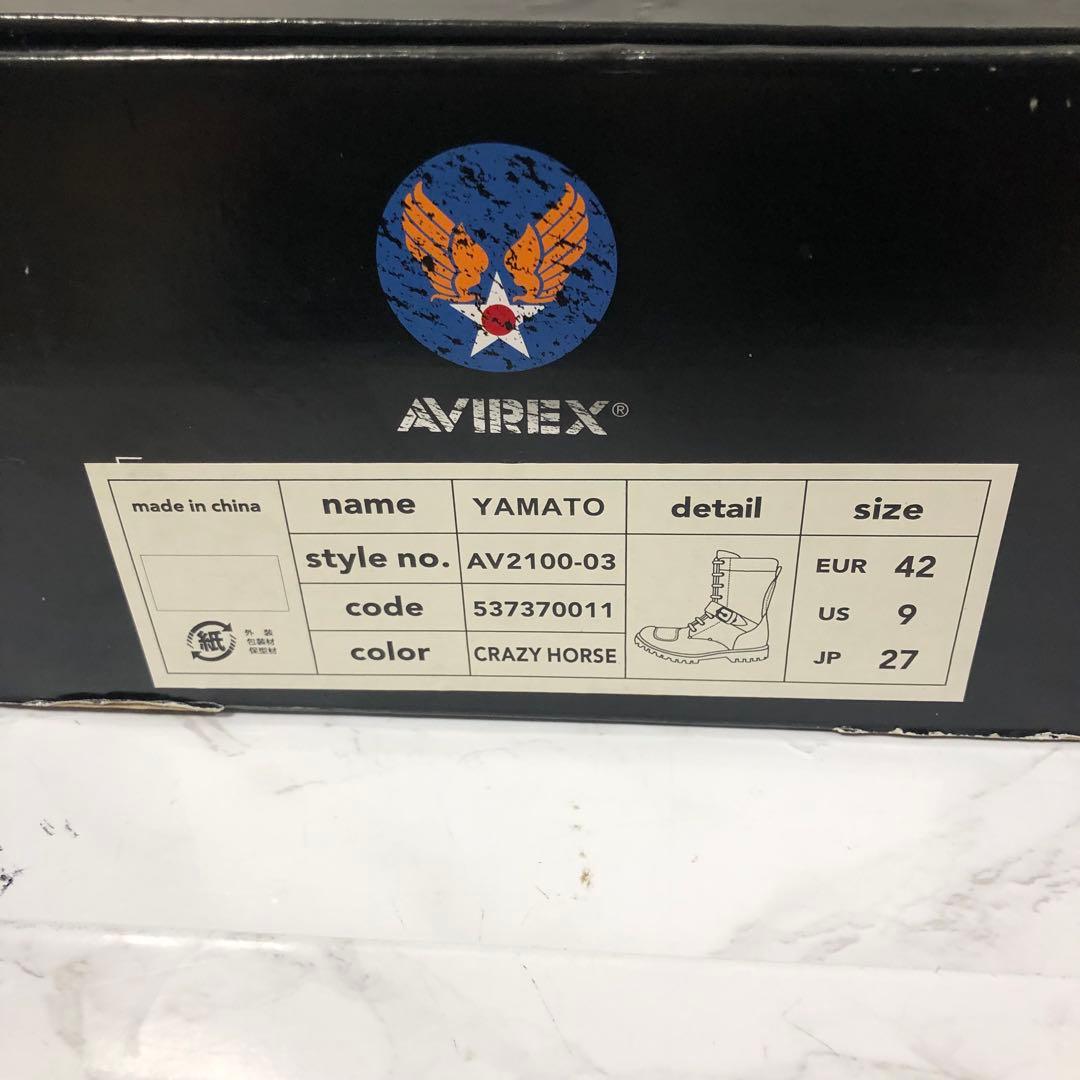 AVIREX®
made in china
name YAMATO detail size
style no. AV2100-03
code 537370011
color CRAZY HORSE
EUR 42
US 9
JP 27
紙
外装
包装材
保型材